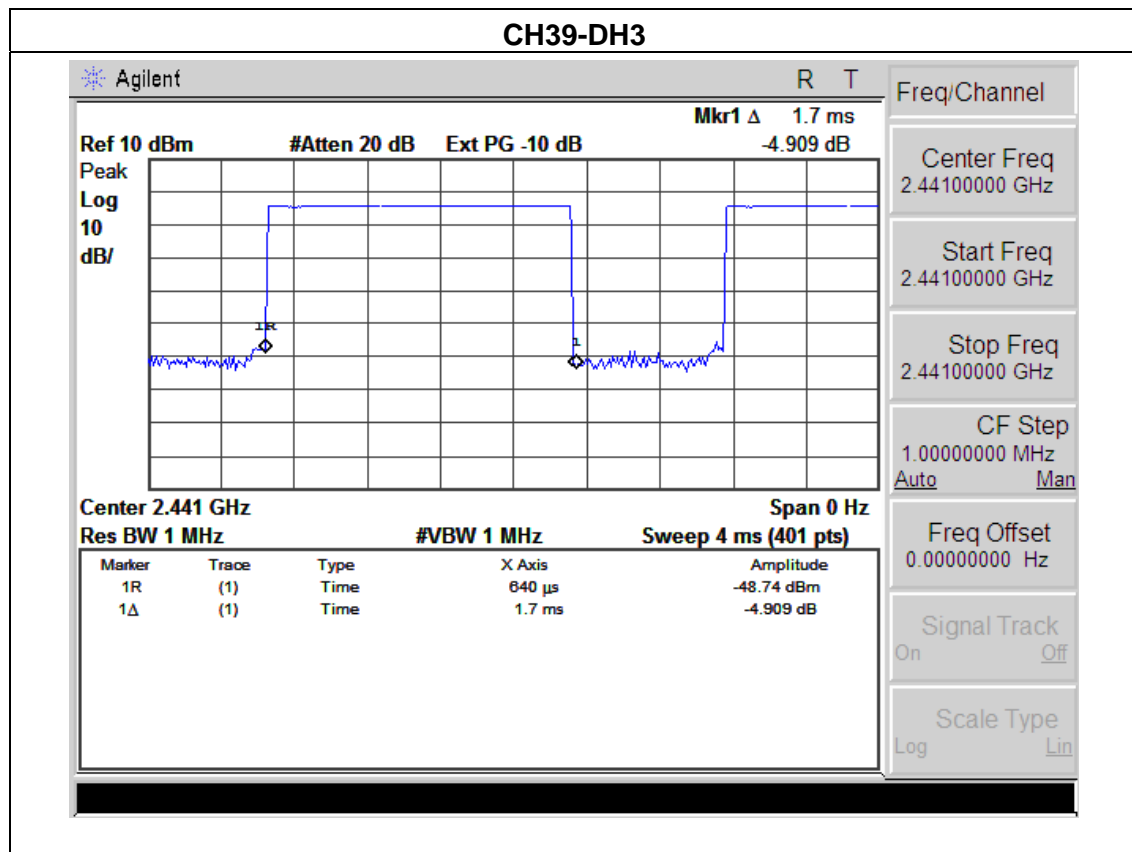 CH39-DH3
Agilent R T
Mkr1 Δ 1.7 ms
Ref 10 dBm #Atten 20 dB Ext PG -10 dB -4.909 dB
Peak
Log
10
dB/
1R
1
Center 2.441 GHz Span 0 Hz
Res BW 1 MHz #VBW 1 MHz Sweep 4 ms (401 pts)
Marker Trace Type X Axis Amplitude
1R (1) Time 640 µs -48.74 dBm
1Δ (1) Time 1.7 ms -4.909 dB
Freq/Channel
Center Freq
2.44100000 GHz
Start Freq
2.44100000 GHz
Stop Freq
2.44100000 GHz
CF Step
1.00000000 MHz
Auto Man
Freq Offset
0.00000000 Hz
Signal Track
On Off
Scale Type
Log Lin